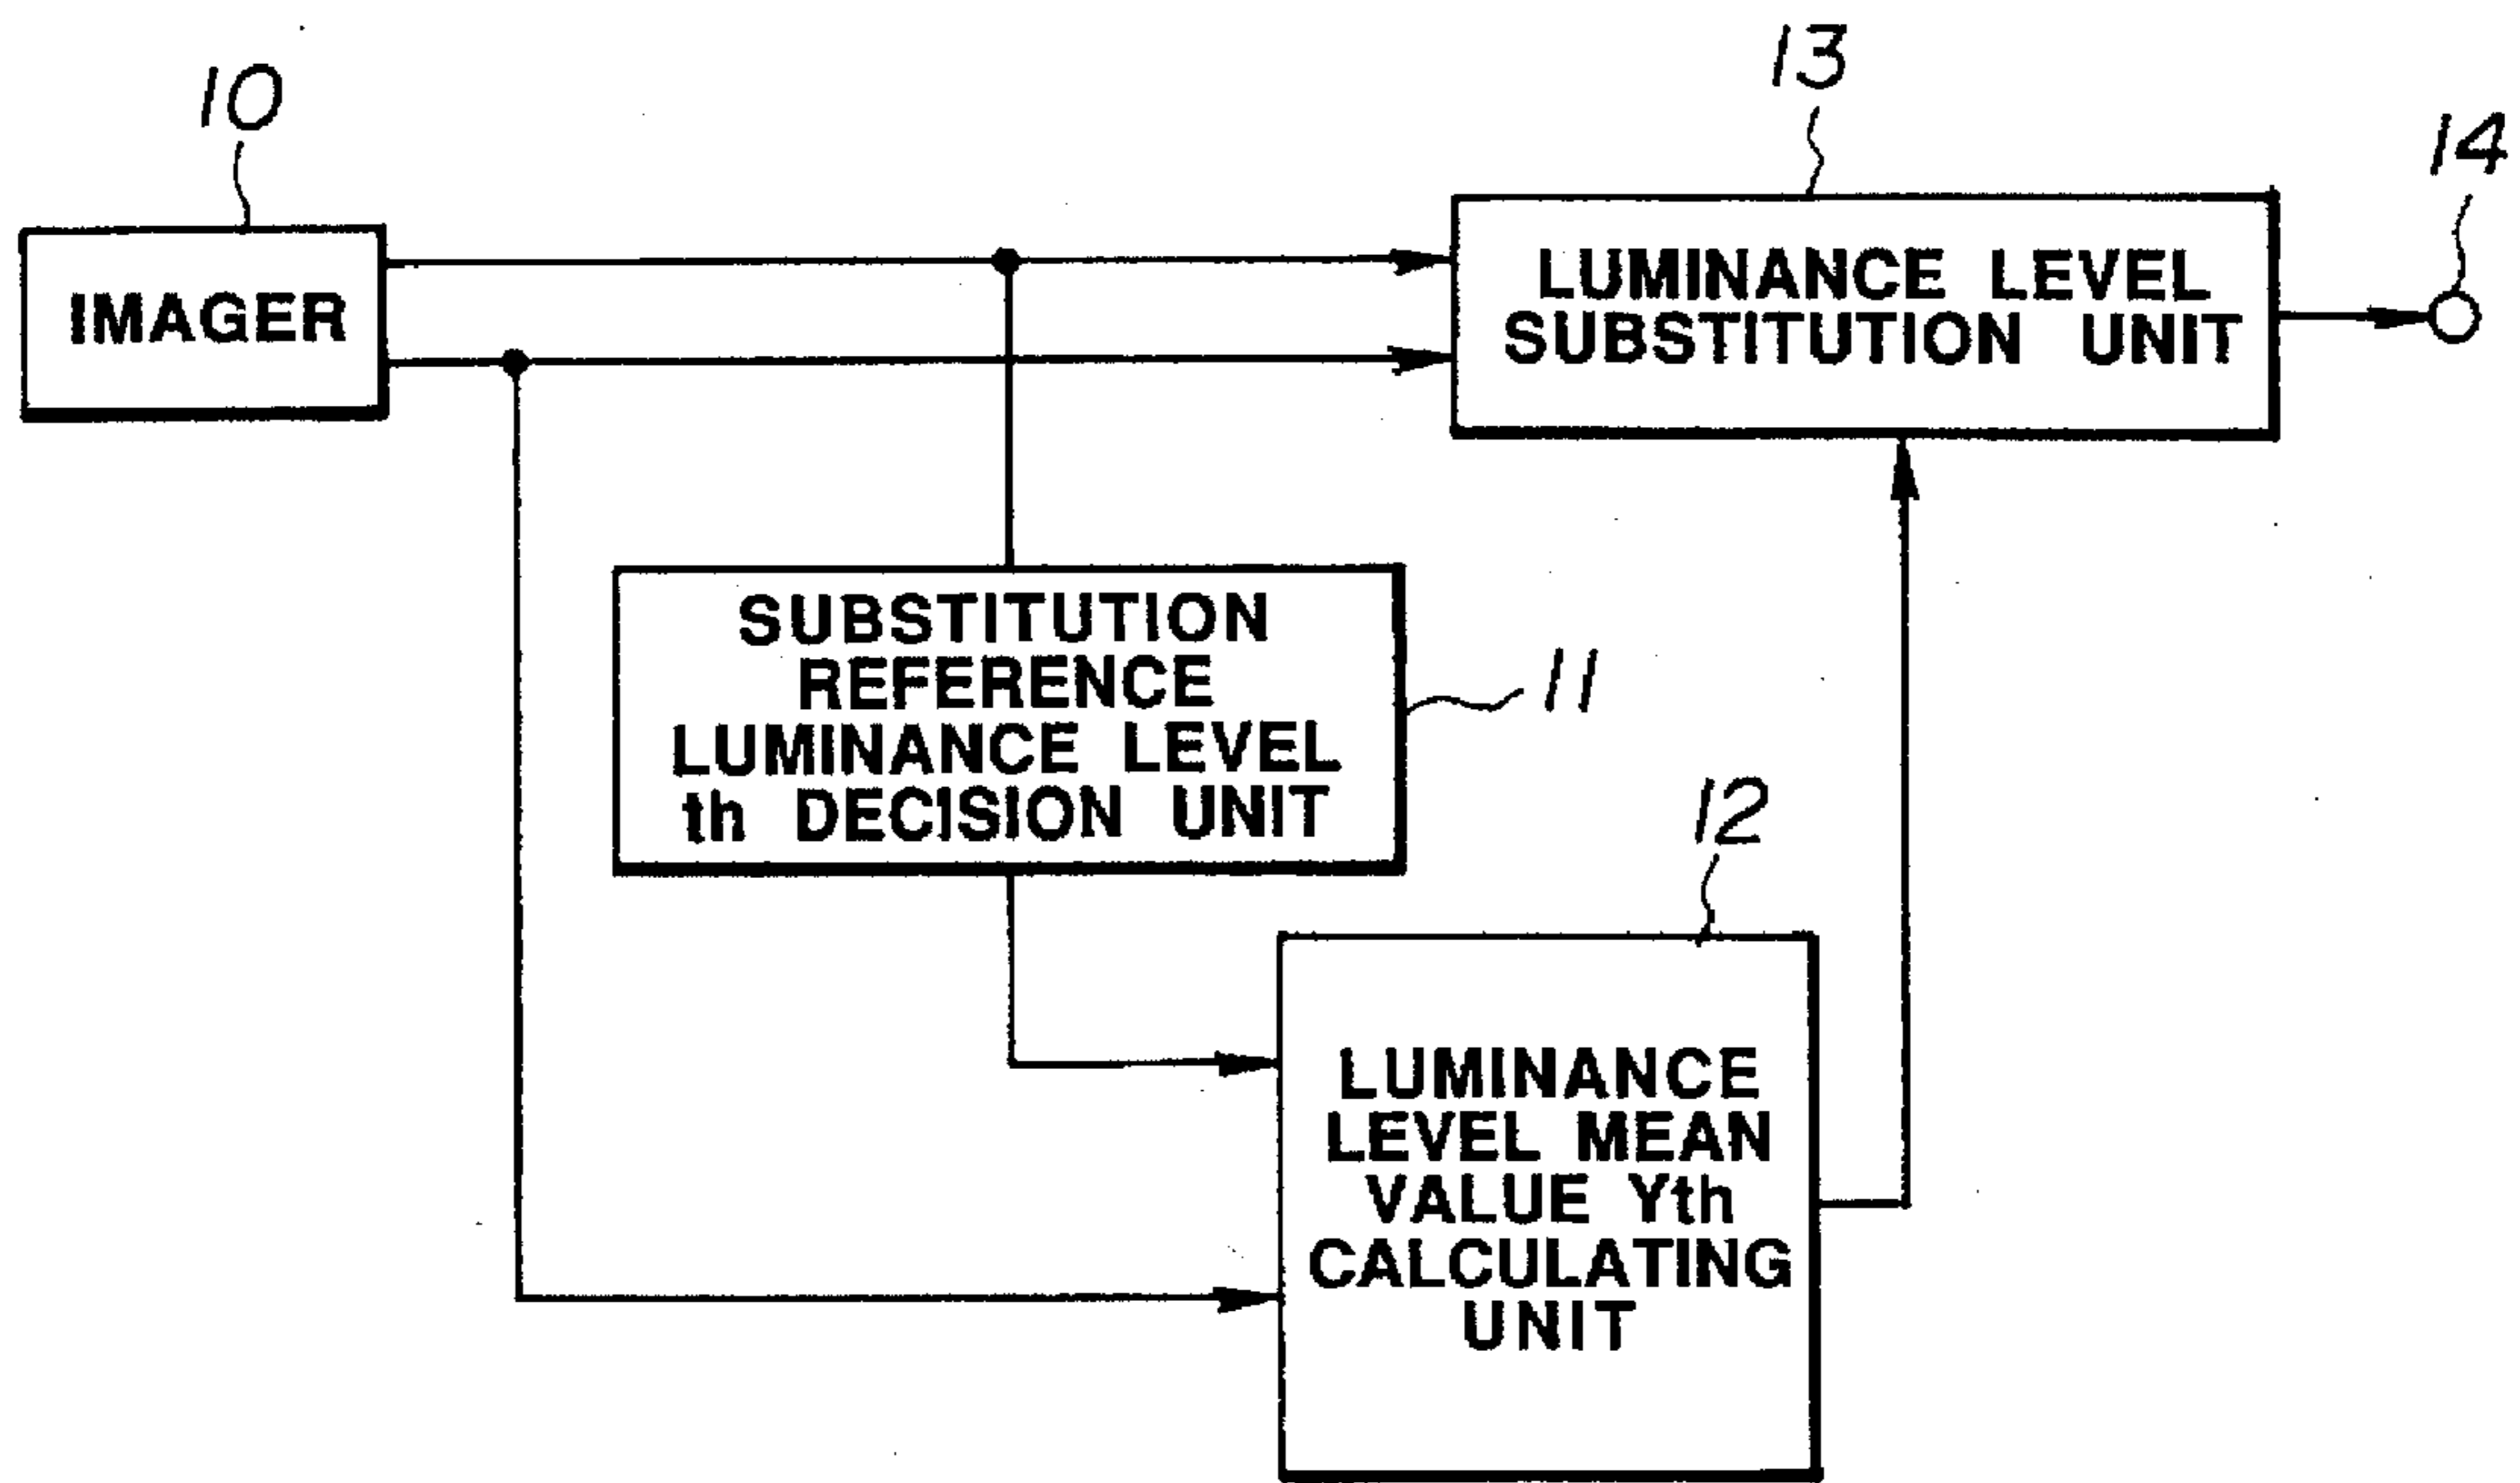 10
13
14
IMAGER
LUMINANCE LEVEL
SUBSTITUTION UNIT
SUBSTITUTION
REFERENCE
LUMINANCE LEVEL
th DECISION UNIT
11
12
LUMINANCE
LEVEL MEAN
VALUE Yth
CALCULATING
UNIT